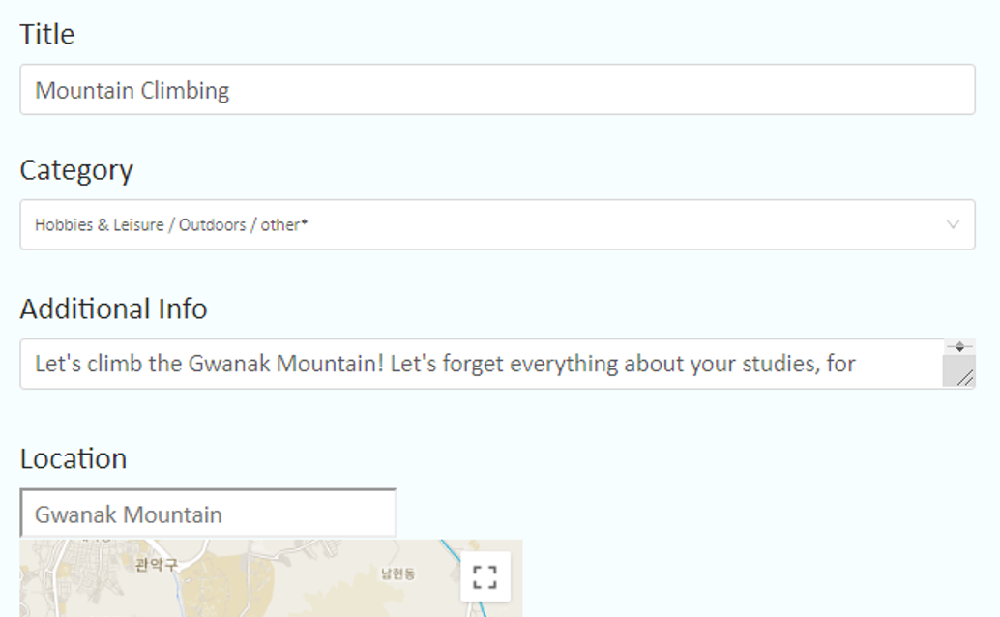 Title
Mountain Climbing
Category
Hobbies & Leisure / Outdoors / other*
Additional Info
Let's climb the Gwanak Mountain! Let's forget everything about your studies, for
Location
Gwanak Mountain
관악구
남현동